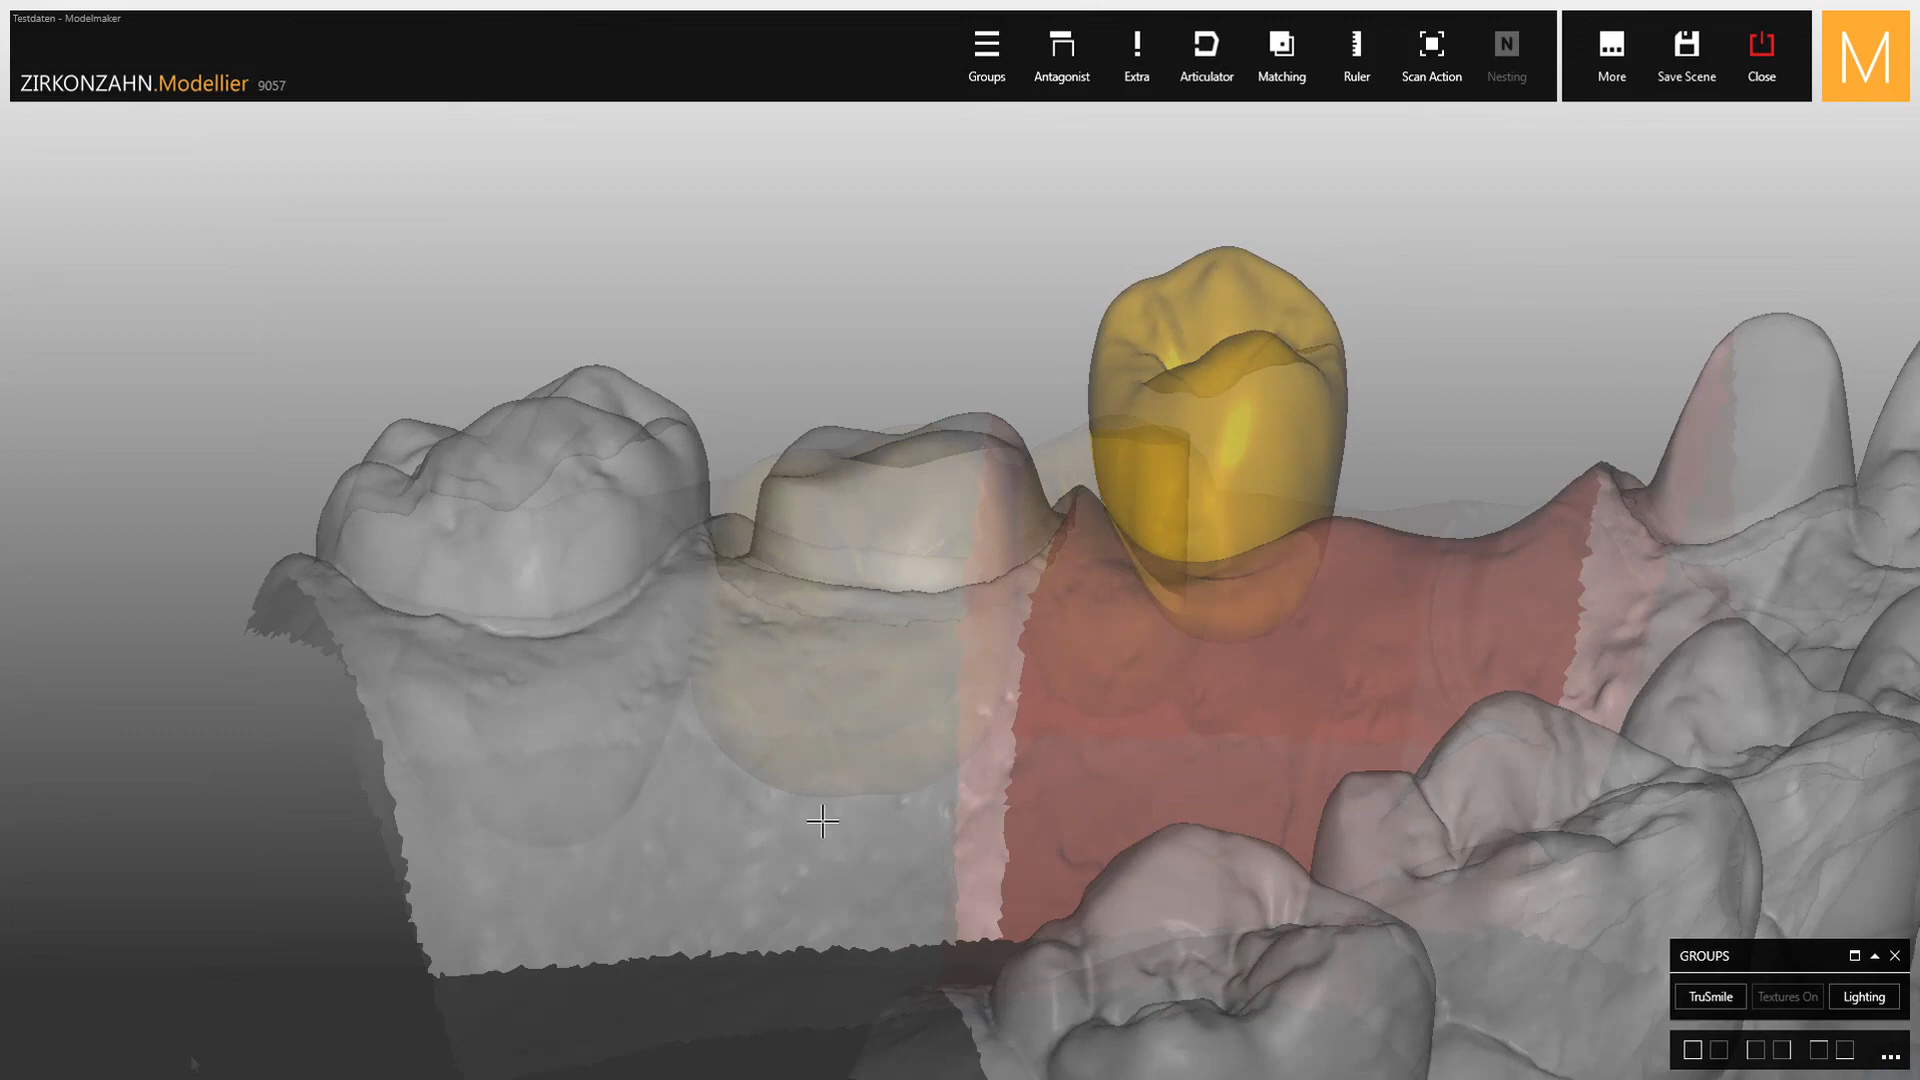 Testdaten - Modelmaker
ZIRKONZAHN.Modellier 9057
Groups
Antagonist
Extra
Articulator
Matching
Ruler
Scan Action
N
Nesting
More
Save Scene
Close
M
GROUPS
TruSmile
Textures On
Lighting